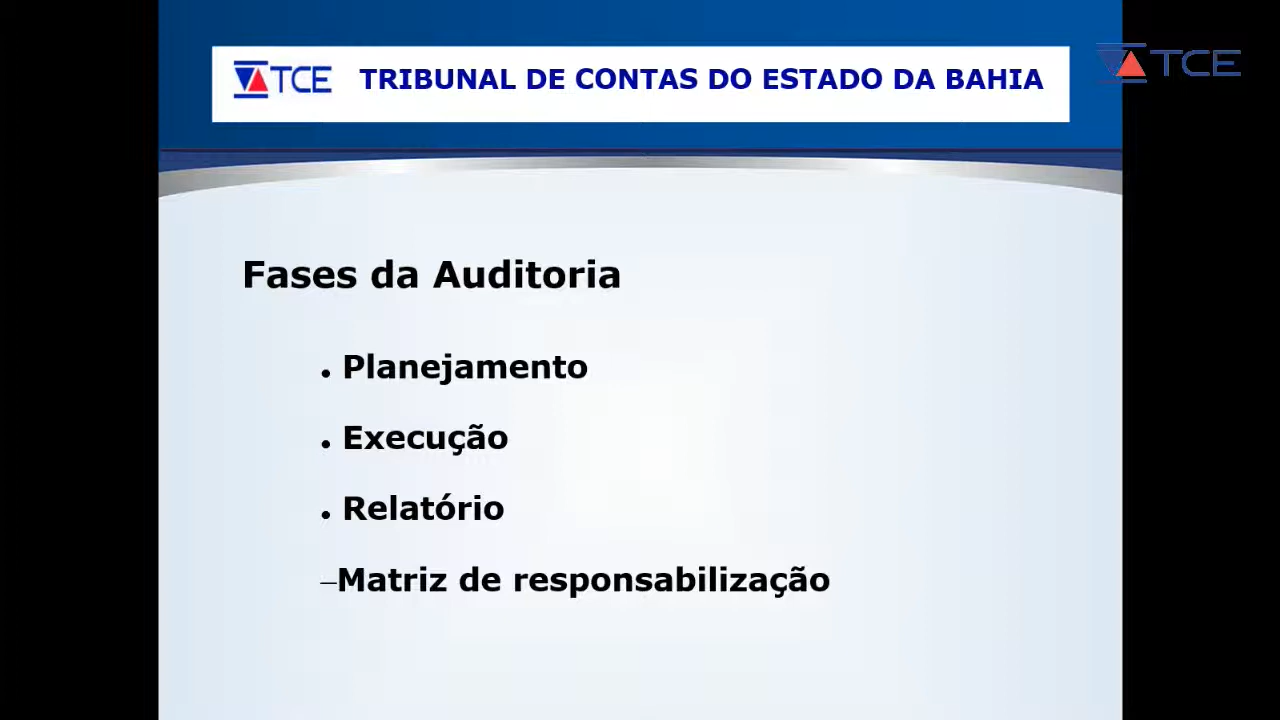 TCE TRIBUNAL DE CONTAS DO ESTADO DA BAHIA
TCE
Fases da Auditoria
. Planejamento
. Execução
. Relatório
–Matriz de responsabilização